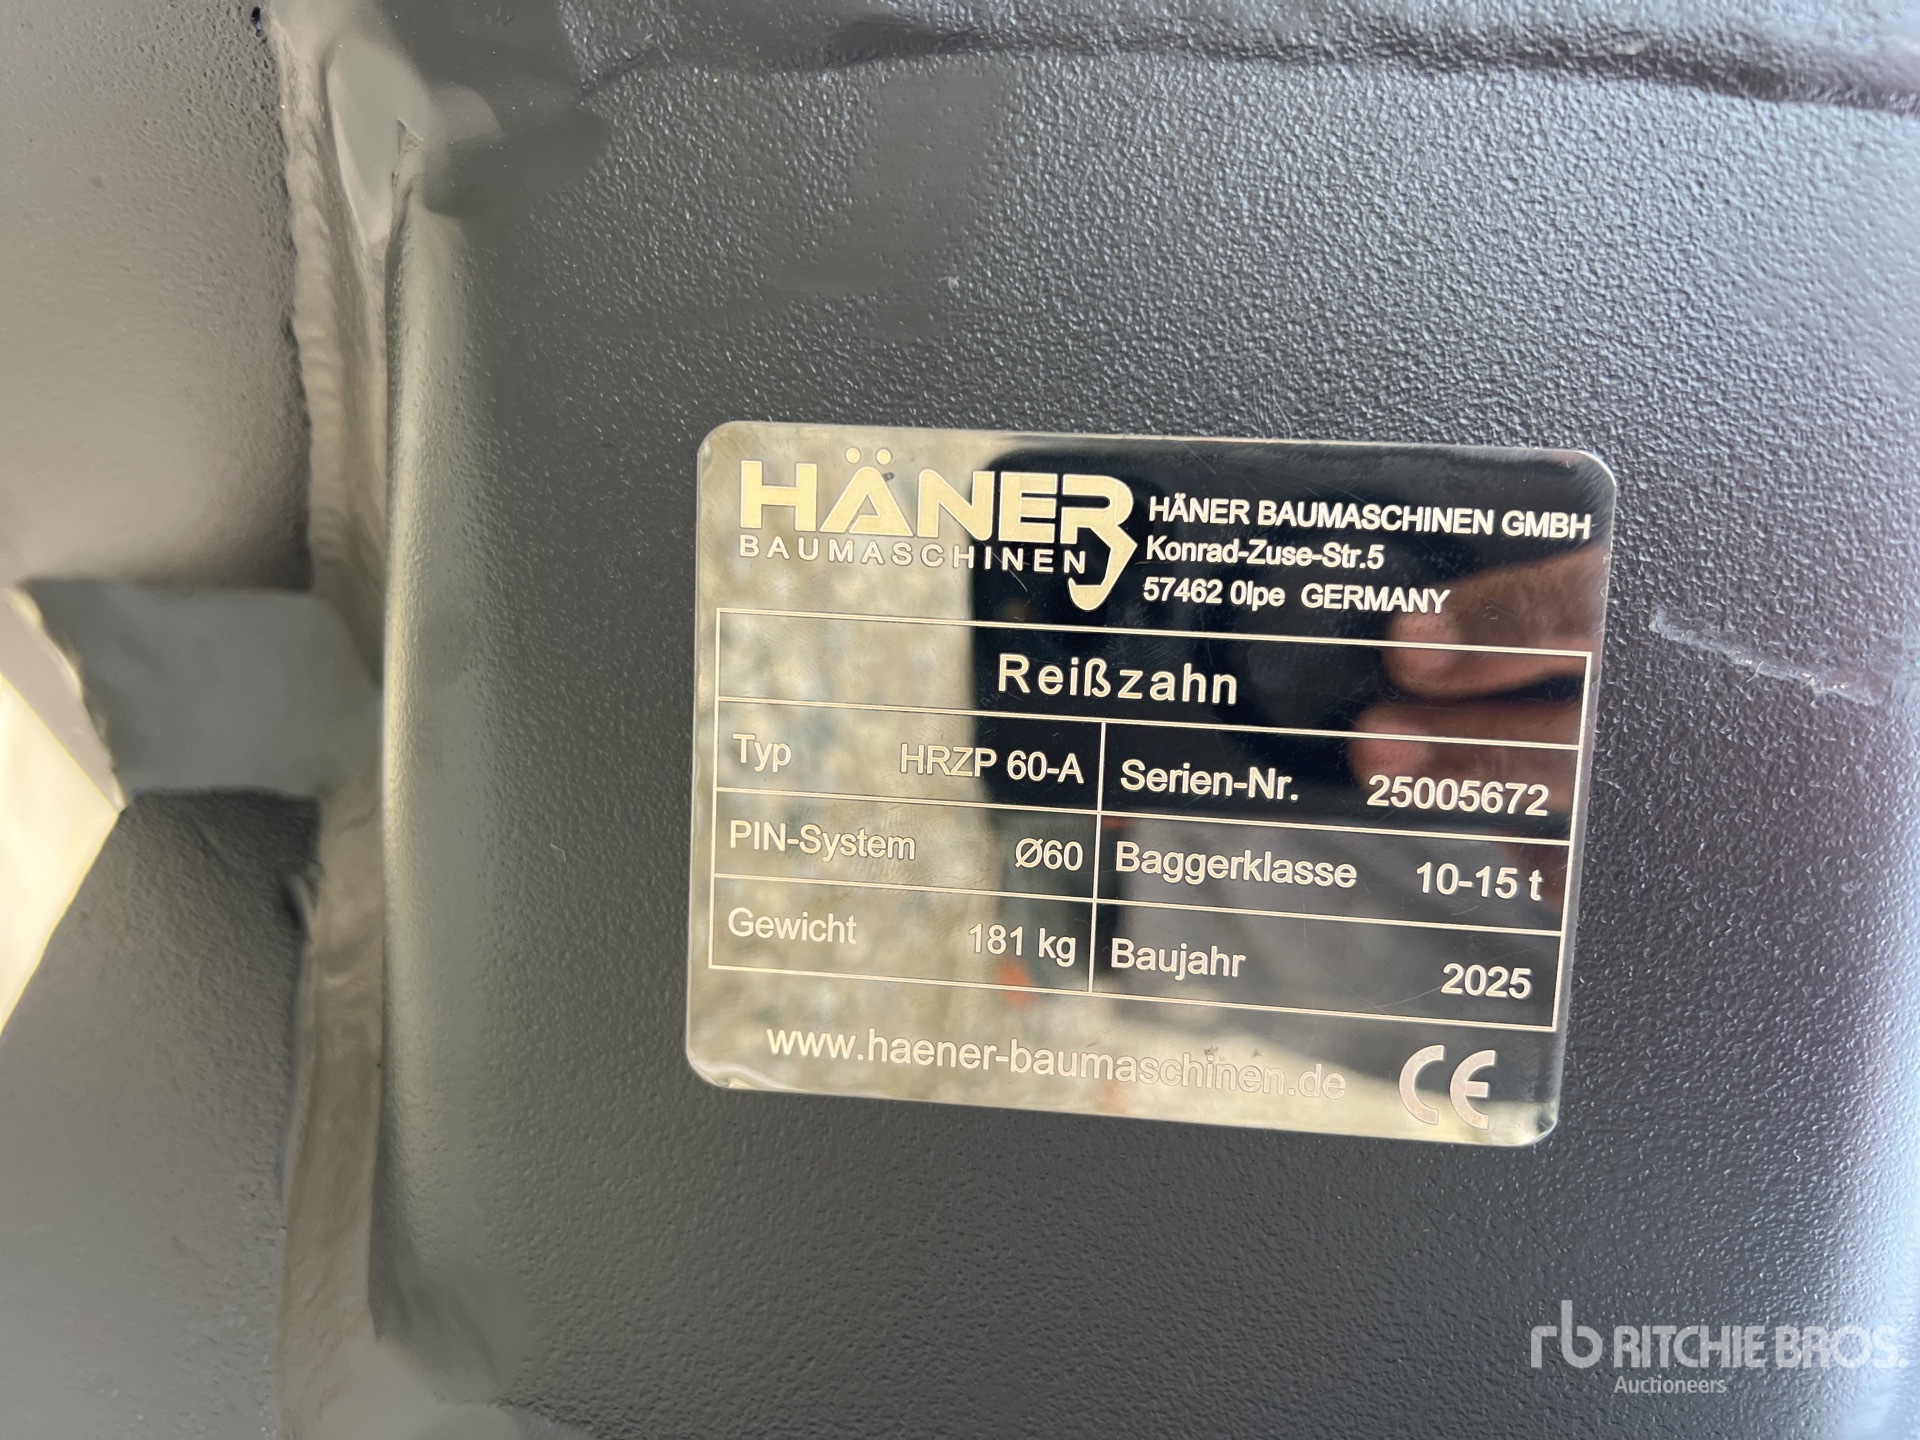 HÄNER
BAUMASCHINEN
HÄNER BAUMASCHINEN GMBH
Konrad-Zuse-Str.5
57462 Olpe GERMANY
Reißzahn
Typ HRZP 60-A Serien-Nr. 25005672
PIN-System Ø60 Baggerklasse 10-15 t
Gewicht 181 kg Baujahr 2025
www.haener-baumaschinen.de CE
rb RITCHIE BROS.
Auctioneers